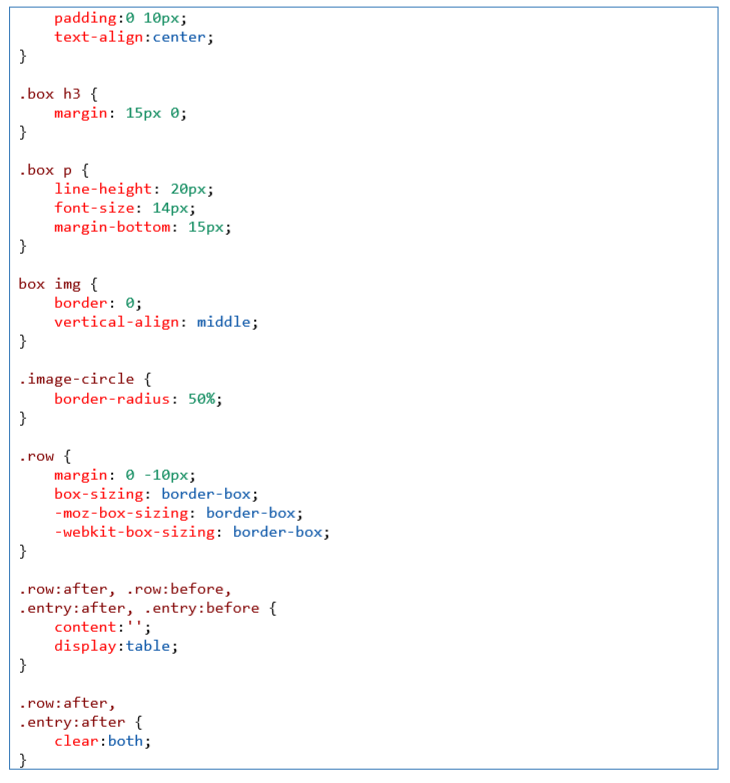 padding:0 10px;
text-align:center;
}
.box h3 {
margin: 15px 0;
}
.box p {
line-height: 20px;
font-size: 14px;
margin-bottom: 15px;
}
box img {
border: 0;
vertical-align: middle;
}
.image-circle {
border-radius: 50%;
}
.row {
margin: 0 -10px;
box-sizing: border-box;
-moz-box-sizing: border-box;
-webkit-box-sizing: border-box;
}
.row:after, .row:before,
.entry:after, .entry:before {
content:'';
display:table;
}
.row:after,
.entry:after {
clear:both;
}